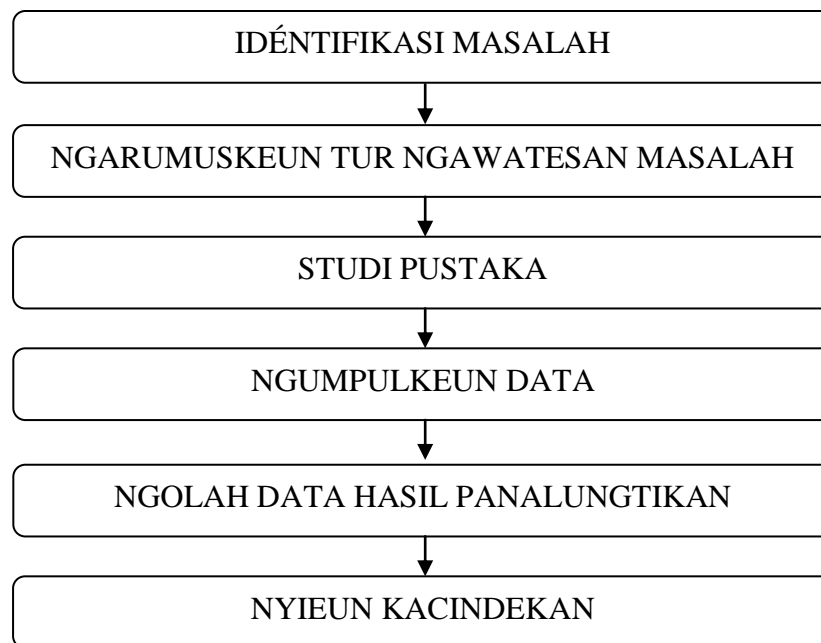 IDÉNTIFIKASI MASALAH
NGARUMUSKEUN TUR NGAWATESAN MASALAH
STUDI PUSTAKA
NGUMPULKEUN DATA
NGOLAH DATA HASIL PANALUNGTIKAN
NYIEUN KACINDEKAN